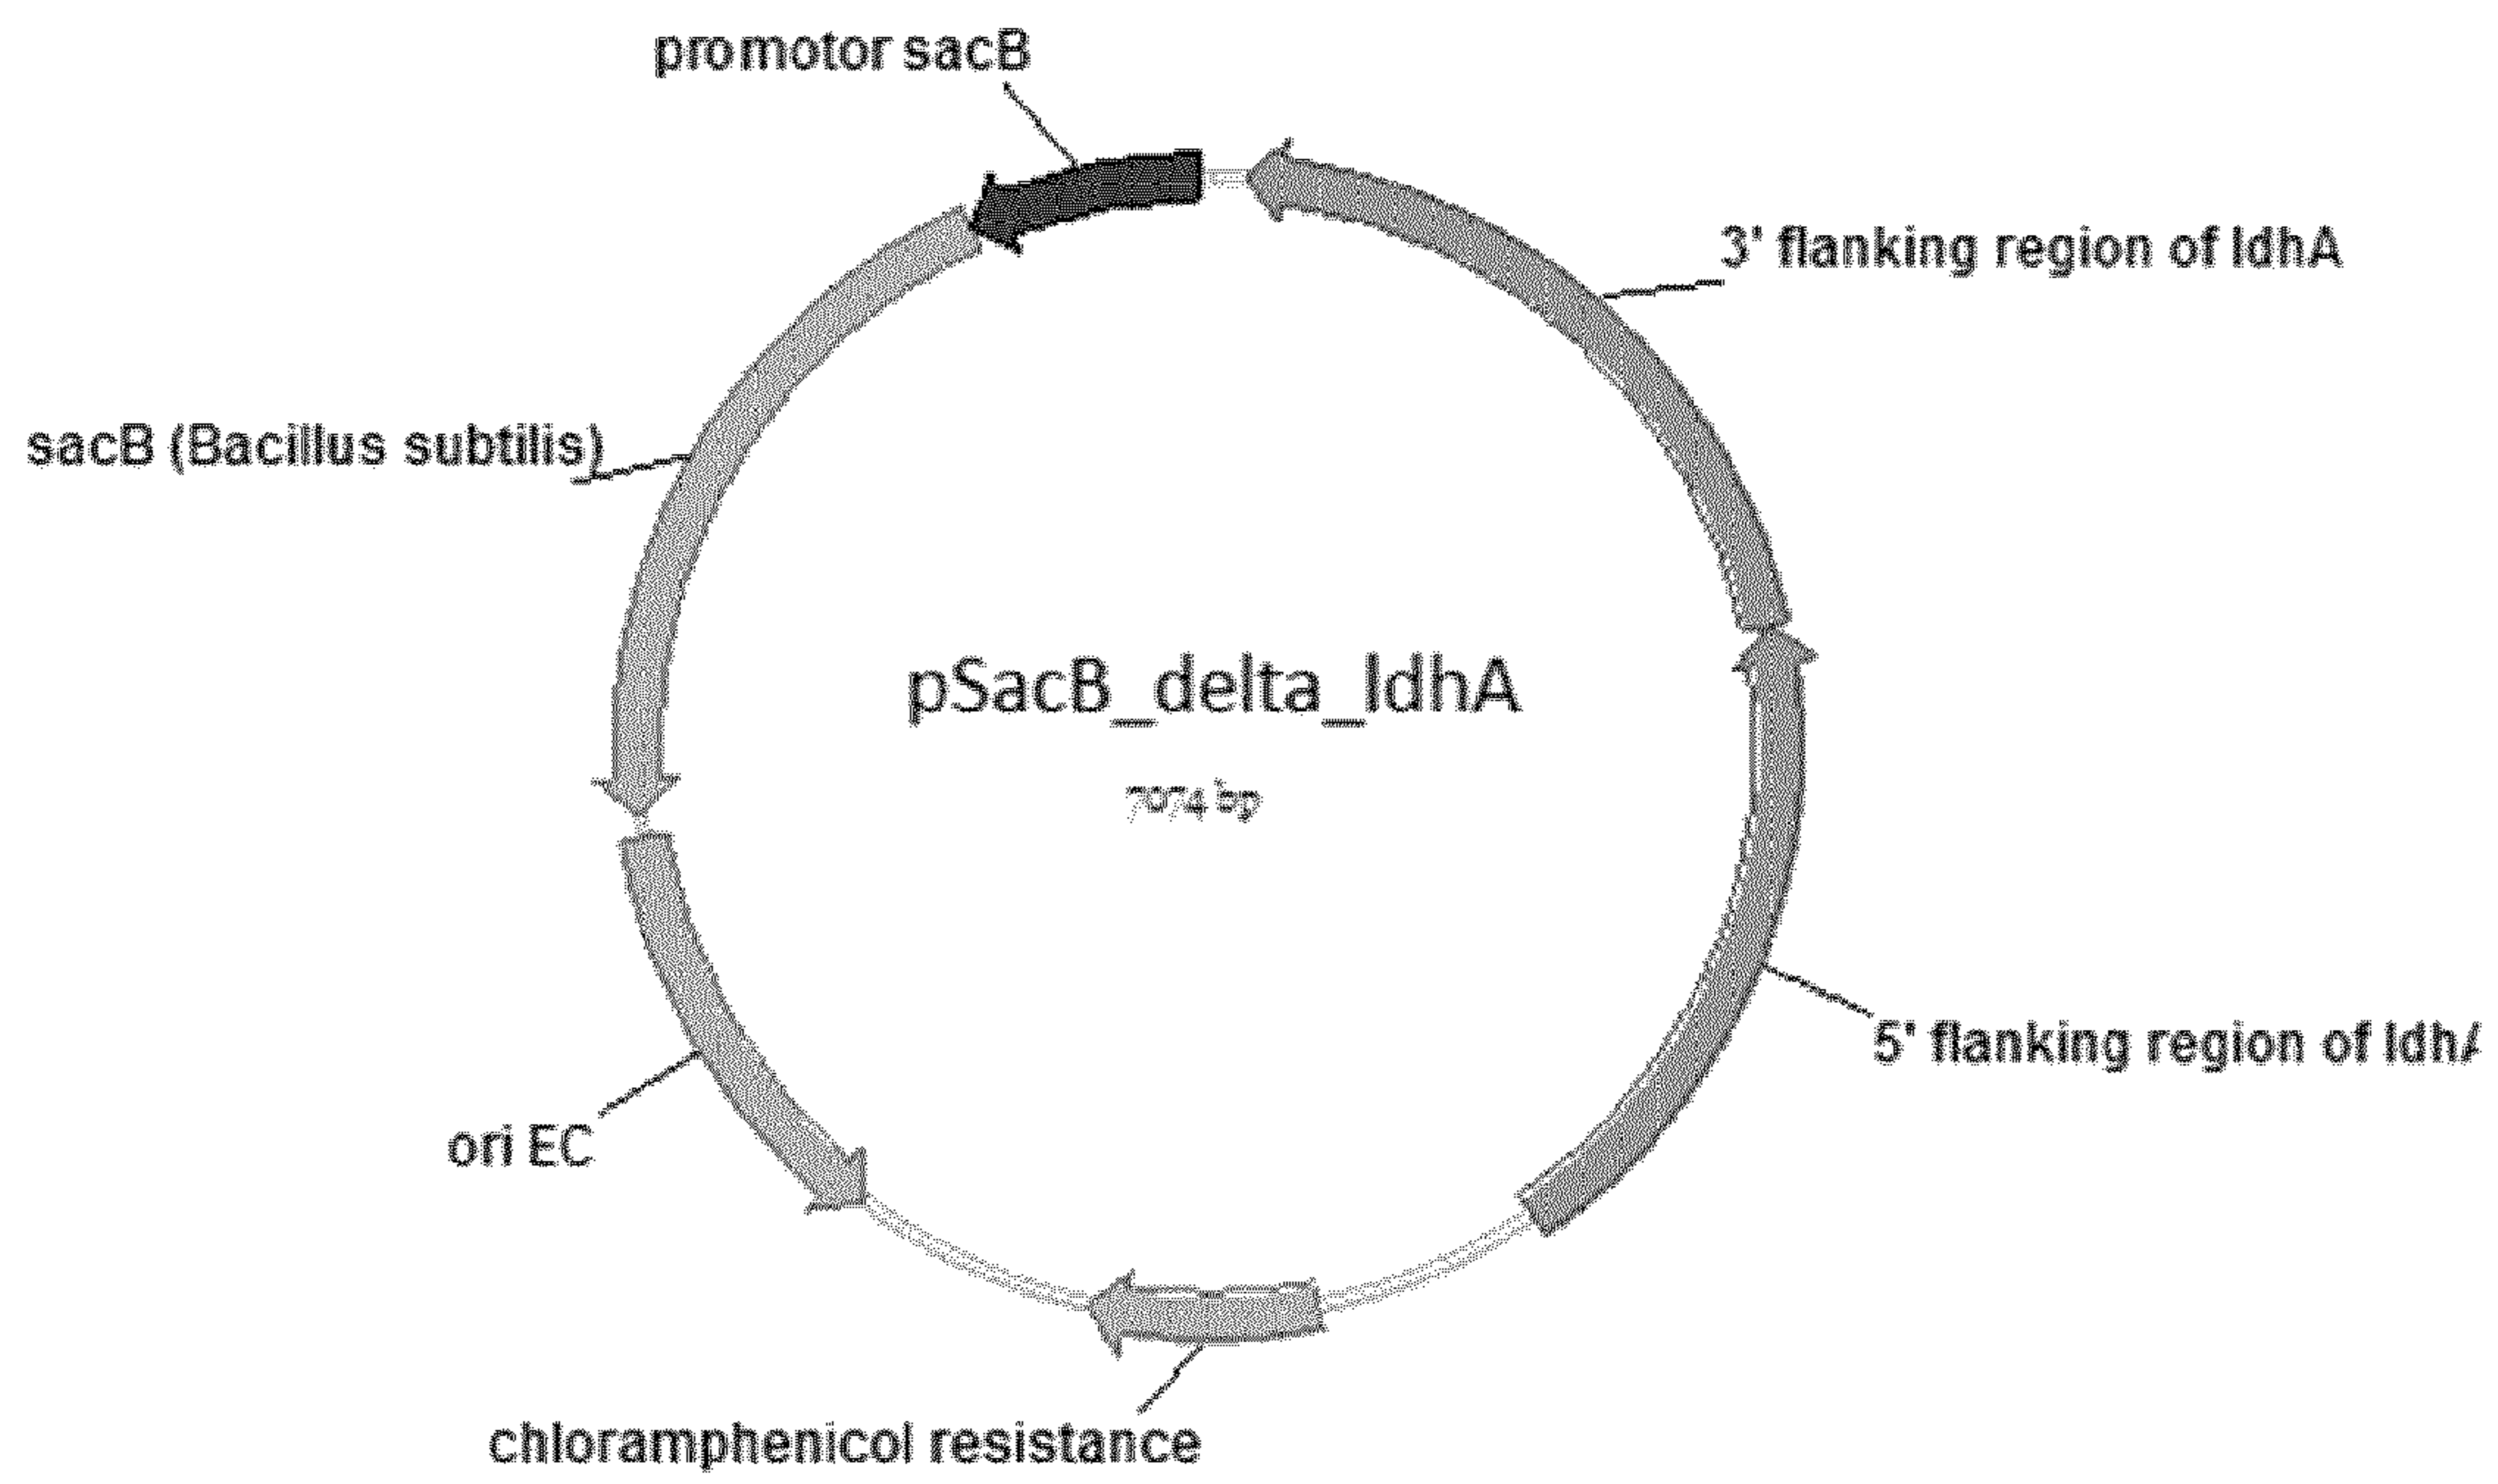 promotor sacB
3' flanking region of ldhA
sacB (Bacillus subtilis)
pSacB_delta_ldhA
7074 bp
5' flanking region of ldhA
ori EC
chloramphenicol resistance